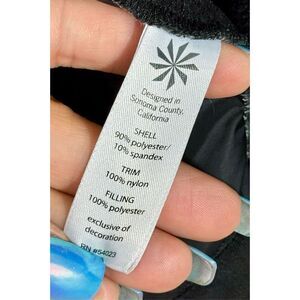 Designed in
Sonoma County,
California
SHELL
90% polyester/
10% spandex
TRIM
100% nylon
FILLING
100% polyester
exclusive of
decoration
RN #54023